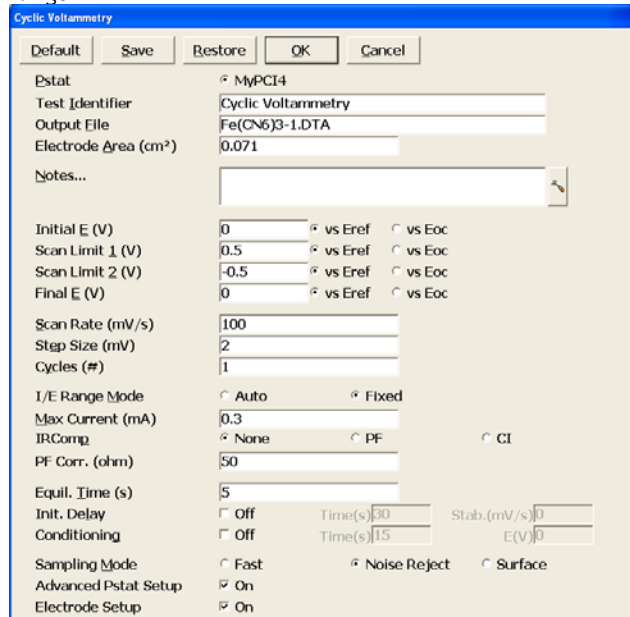 Cyclic Voltammetry
Default Save Restore OK Cancel
Pstat MyPCI4
Test Identifier Cyclic Voltammetry
Output File Fe(CN6)3-1.DTA
Electrode Area (cm²) 0.071
Notes...
Initial E (V) 0 vs Eref vs Eoc
Scan Limit 1 (V) 0.5 vs Eref vs Eoc
Scan Limit 2 (V) -0.5 vs Eref vs Eoc
Final E (V) 0 vs Eref vs Eoc
Scan Rate (mV/s) 100
Step Size (mV) 2
Cycles (#) 1
I/E Range Mode Auto Fixed
Max Current (mA) 0.3
IRComp None PF CI
PF Corr. (ohm) 50
Equil. Time (s) 5
Init. Delay Off Time(s) 30 Stab.(mV/s) 0
Conditioning Off Time(s) 15 E(V) 0
Sampling Mode Fast Noise Reject Surface
Advanced Pstat Setup On
Electrode Setup On